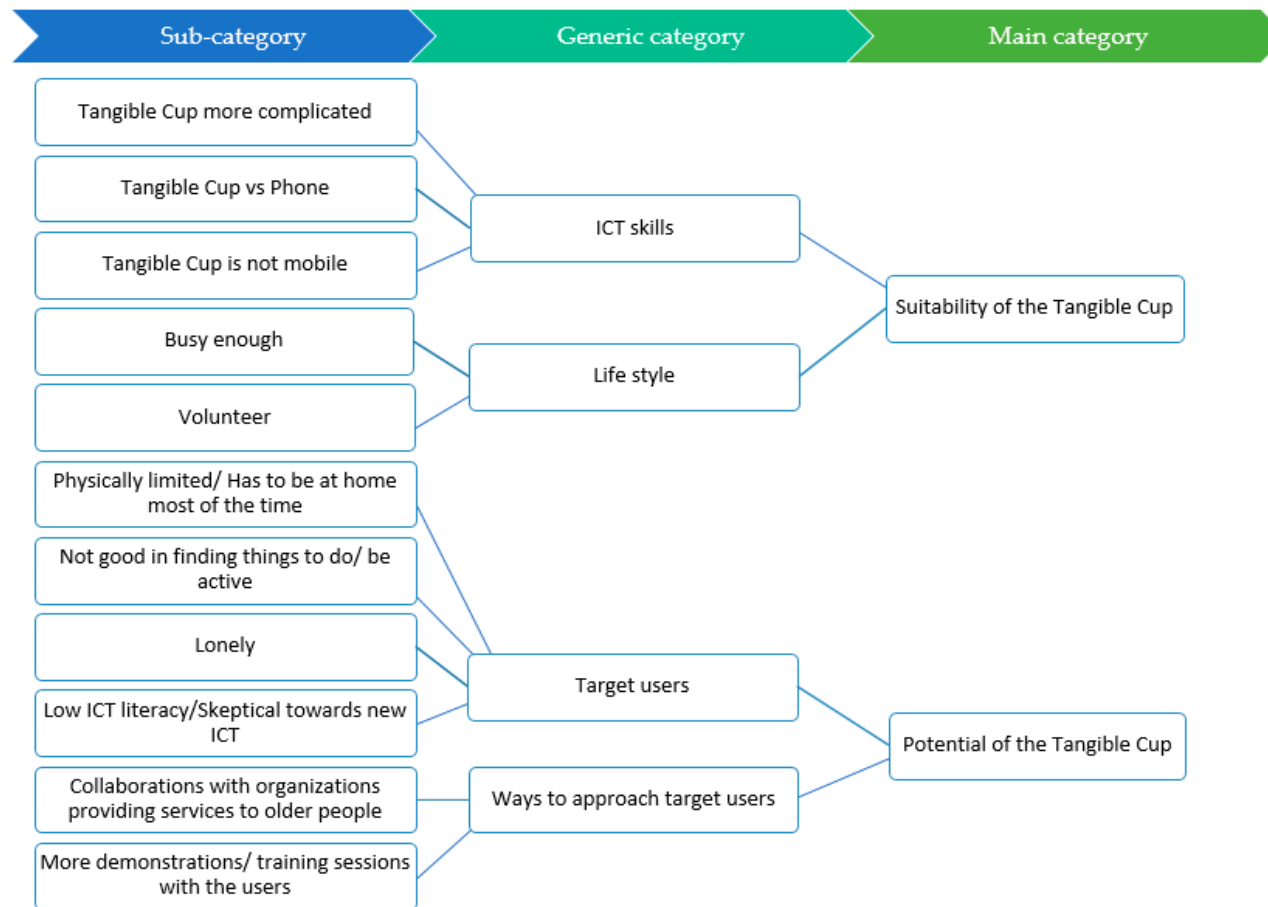 Sub-category
Generic category
Main category
Tangible Cup more complicated
Tangible Cup vs Phone
Tangible Cup is not mobile
Busy enough
Volunteer
Physically limited/ Has to be at home
most of the time
Not good in finding things to do/ be
active
Lonely
Low ICT literacy/Skeptical towards new
ICT
Collaborations with organizations
providing services to older people
More demonstrations/ training sessions
with the users
ICT skills
Life style
Target users
Ways to approach target users
Suitability of the Tangible Cup
Potential of the Tangible Cup